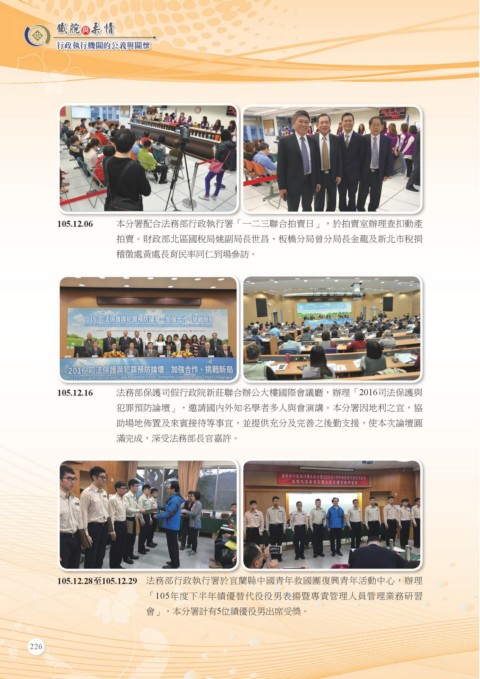 鐵腕與柔情
行政執行機關的公義與關懷
105.12.06 本分署配合法務部行政執行署「一二三聯合拍賣日」，於拍賣室辦理查扣動產
拍賣。財政部北區國稅局姚副局長世昌、板橋分局曾分局長金龍及新北市稅捐
稽徵處黃處長育民率同仁到場參訪。
2016司法保護與犯罪預防論壇 加強合作．挑戰新局
105.12.16 法務部保護司假行政院新莊聯合辦公大樓國際會議廳，辦理「2016司法保護與
犯罪預防論壇」，邀請國內外知名學者多人與會演講。本分署因地利之宜，協
助場地佈置及來賓接待等事宜，並提供充分及完善之後勤支援，使本次論壇圓
滿完成，深受法務部長官嘉許。
105.12.28至105.12.29 法務部行政執行署於宜蘭縣中國青年救國團復興青年活動中心，辦理
「105年度下半年績優替代役役男表揚暨專責管理人員管理業務研習
會」，本分署計有5位績優役男出席受獎。
226